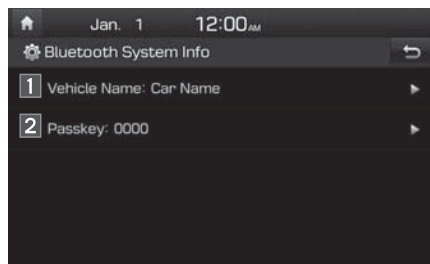 Jan. 1 12:00AM
Bluetooth System Info
1 Vehicle Name: Car Name
2 Passkey: 0000